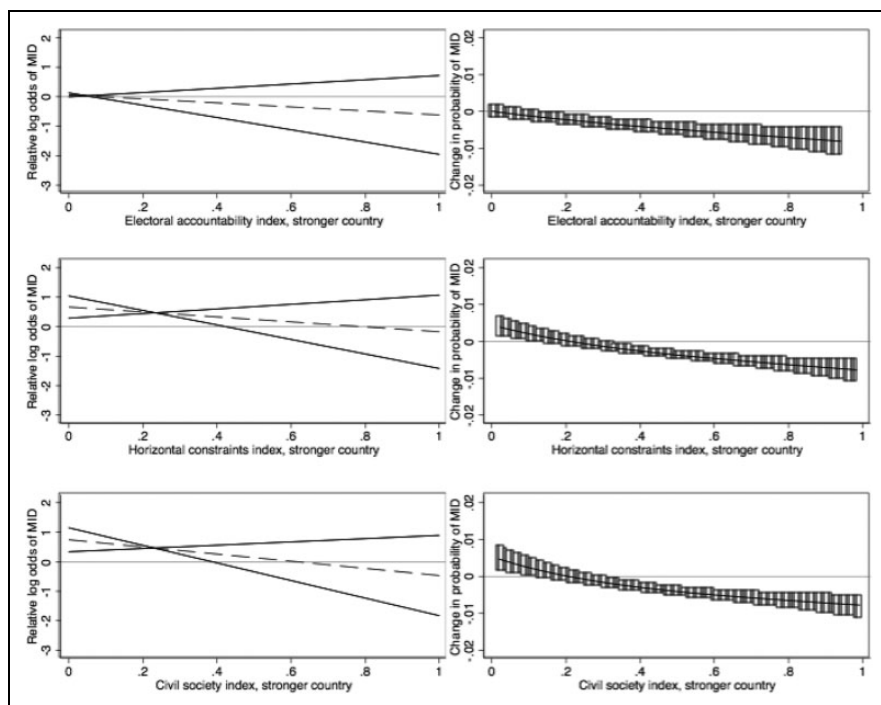 Relative log odds of MID
2
1
0
-1
-2
-3
0 .2 .4 .6 .8 1
Electoral accountability index, stronger country
Change in probability of MID
.02
.01
0
-.01
-.02
0 .2 .4 .6 .8 1
Electoral accountability index, stronger country
Relative log odds of MID
2
1
0
-1
-2
-3
0 .2 .4 .6 .8 1
Horizontal constraints index, stronger country
Change in probability of MID
.02
.01
0
-.01
-.02
0 .2 .4 .6 .8 1
Horizontal constraints index, stronger country
Relative log odds of MID
2
1
0
-1
-2
-3
0 .2 .4 .6 .8 1
Civil society index, stronger country
Change in probability of MID
.02
.01
0
-.01
-.02
0 .2 .4 .6 .8 1
Civil society index, stronger country